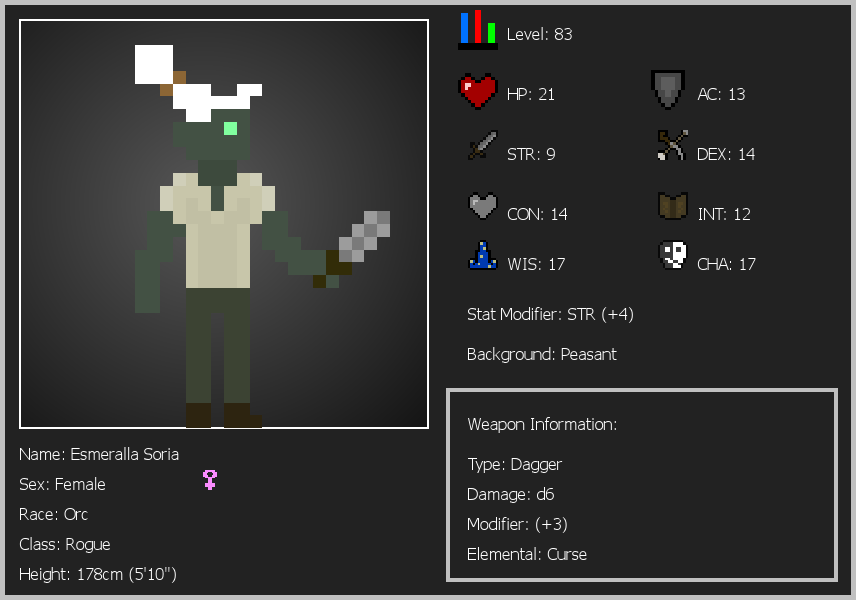 Level: 83
HP: 21
AC: 13
STR: 9
DEX: 14
CON: 14
INT: 12
WIS: 17
CHA: 17
Stat Modifier: STR (+4)
Background: Peasant
Weapon Information:
Type: Dagger
Damage: d6
Modifier: (+3)
Elemental: Curse
Name: Esmeralla Soria
Sex: Female
Race: Orc
Class: Rogue
Height: 178cm (5'10")